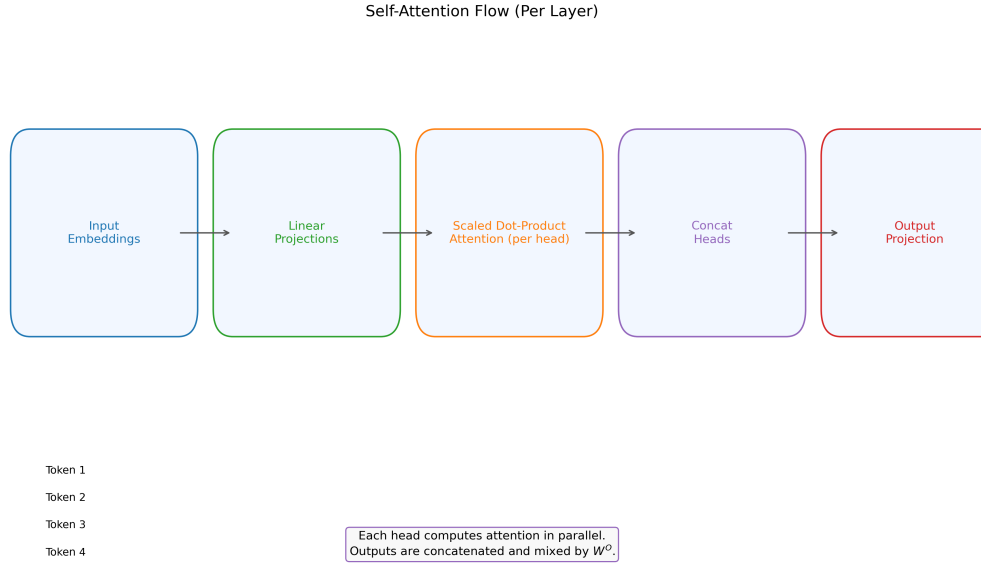 Self-Attention Flow (Per Layer)
Input
Embeddings
Linear
Projections
Scaled Dot-Product
Attention (per head)
Concat
Heads
Output
Projection
Token 1
Token 2
Token 3
Token 4
Each head computes attention in parallel.
Outputs are concatenated and mixed by W^O.